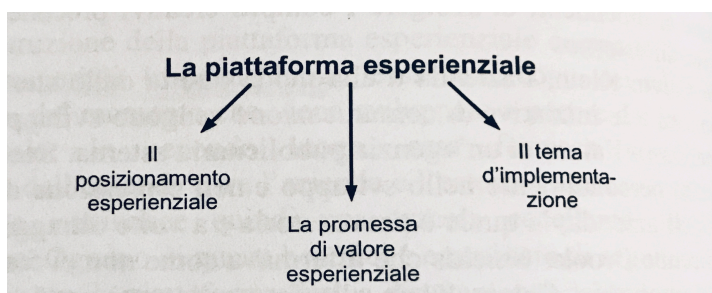 La piattaforma esperienziale
Il
posizionamento
esperienziale
La promessa
di valore
esperienziale
Il tema
d'implementa-
zione